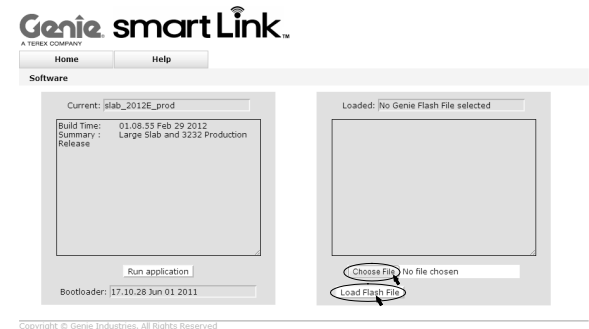 Genie. smart Link TM
A TEREX COMPANY
Home Help
Software
Current: slab_2012E_prod
Build Time: 01.08.55 Feb 29 2012
Summary : Large Slab and 3232 Production
Release
Run application
Bootloader: 17.10.28 Jun 01 2011
Loaded: No Genie Flash File selected
Choose File No file chosen
Load Flash File
Copyright © Genie Industries. All Rights Reserved